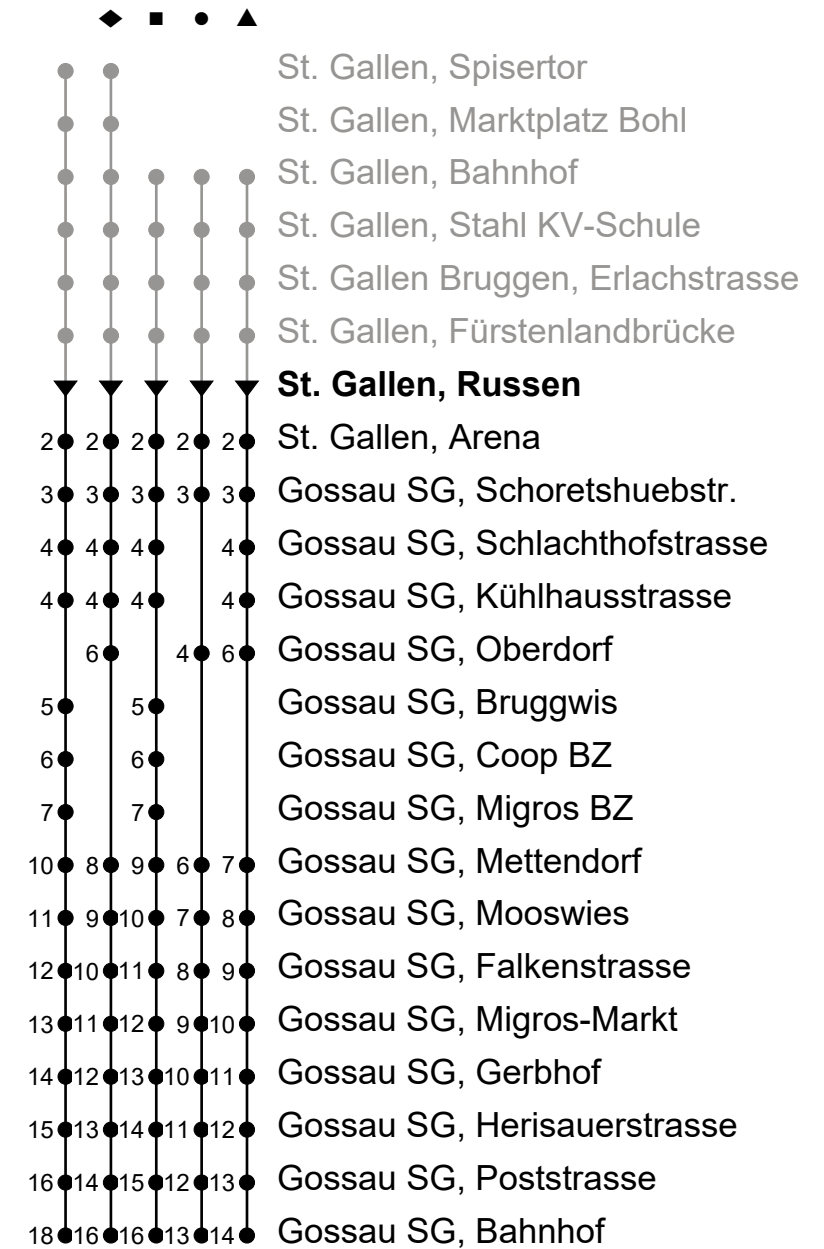 ◆ ■ ● ▲
St. Gallen, Spisertor
St. Gallen, Marktplatz Bohl
St. Gallen, Bahnhof
St. Gallen, Stahl KV-Schule
St. Gallen Bruggen, Erlachstrasse
St. Gallen, Fürstenlandbrücke
St. Gallen, Russen
2 2 2 2 2 St. Gallen, Arena
3 3 3 3 3 Gossau SG, Schoretshuebstr.
4 4 4 4 Gossau SG, Schlachthofstrasse
4 4 4 4 Gossau SG, Kühlhausstrasse
6 4 6 Gossau SG, Oberdorf
5 5 Gossau SG, Bruggwis
6 6 Gossau SG, Coop BZ
7 7 Gossau SG, Migros BZ
10 8 9 6 7 Gossau SG, Mettendorf
11 9 10 7 8 Gossau SG, Mooswies
12 10 11 8 9 Gossau SG, Falkenstrasse
13 11 12 9 10 Gossau SG, Migros-Markt
14 12 13 10 11 Gossau SG, Gerbhof
15 13 14 11 12 Gossau SG, Herisauerstrasse
16 14 15 12 13 Gossau SG, Poststrasse
18 16 16 13 14 Gossau SG, Bahnhof